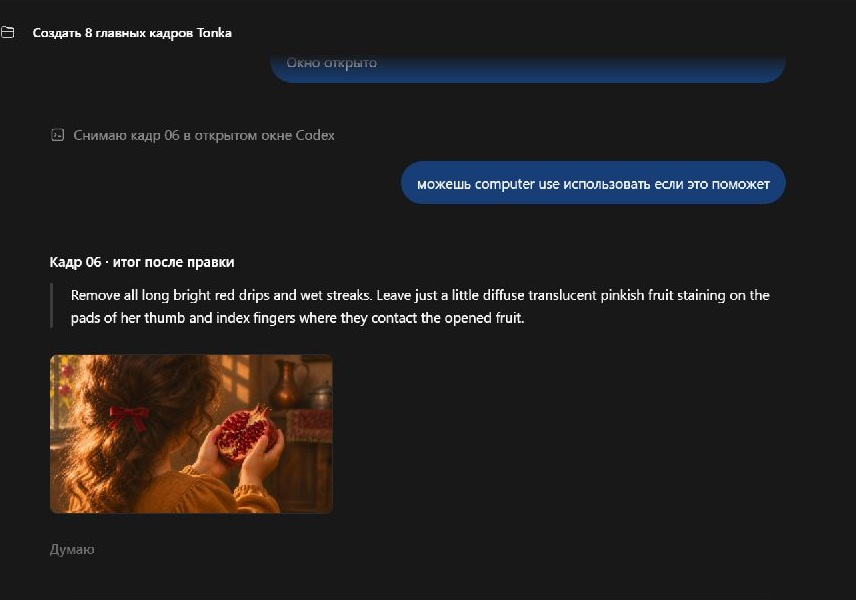 Создать 8 главных кадров Tonka
Окно открыто
Снимаю кадр 06 в открытом окне Codex
можешь computer use использовать если это поможет
Кадр 06 · итог после правки
Remove all long bright red drips and wet streaks. Leave just a little diffuse translucent pinkish fruit staining on the
pads of her thumb and index fingers where they contact the opened fruit.
Думаю